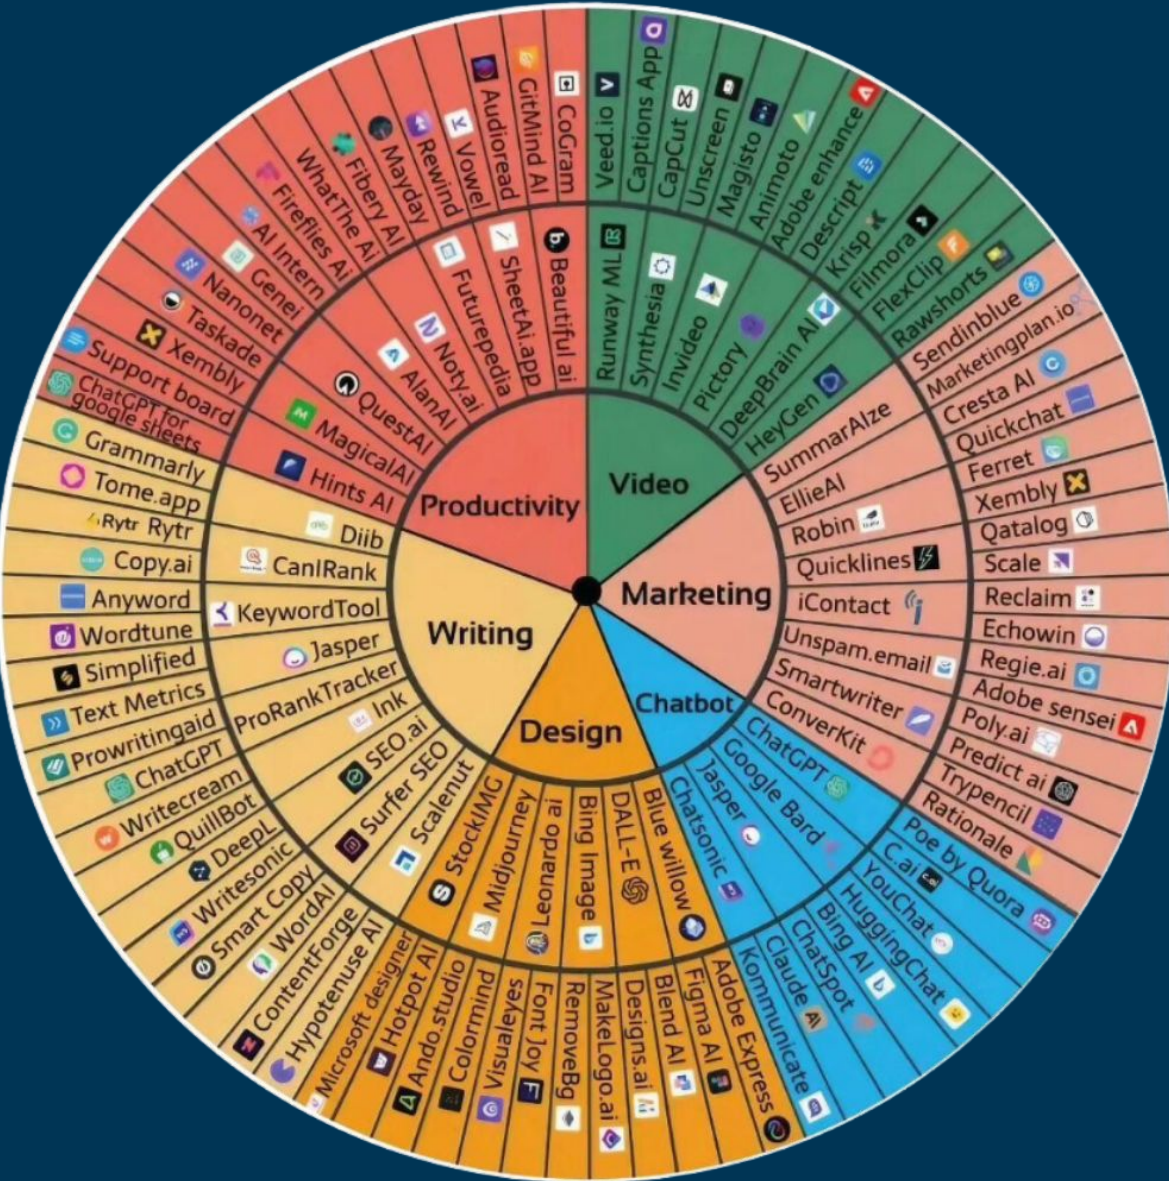 Productivity
Video
Marketing
Chatbot
Design
Writing
Hints AI
MagicalAI
QuestAI
AlanAI
Noty.ai
Futurepedia
SheetAi.app
b.
Beautiful ai
ChatGPT for
google sheets
Support board
Xembly
Taskade
Nanonet
Genei
AI Intern
Fireflies Ai
WhatThe Ai
Fibery AI
Mayday
Rewind
Vowel
Audioread
GitMind AI
CoGram
Runway ML
Synthesia
Invideo
Pictory
DeepBrain AI
HeyGen
Veed.io
Captions App
CapCut
Unscreen
Magisto
Animoto
Adobe enhance
Descript
Krisp
Filmora
FlexClip
Rawshorts
SummarAIze
EllieAI
Robin
Quicklines
iContact
Unspam.email
Smartwriter
ConverKit
Sendinblue
Marketingplan.io
Cresta AI
Quickchat
Ferret
Xembly
Qatalog
Scale
Reclaim
Echowin
Regie.ai
Adobe sensei
Poly.ai
Predict ai
Trypencil
Rationale
ChatGPT
Google Bard
Jasper
Chatsonic
Poe by Quora
C.ai
c.ai
YouChat
HuggingChat
Bing AI
ChatSpot
Claude
AI
Kommunicate
Blue willow
DALL-E
Bing Image
Leonardo ai
Midjourney
StockIMG
Adobe Express
Figma AI
Blend AI
Designs.ai
MakeLogo.ai
RemoveBg
Font Joy
Visualeyes
Colormind
Ando.studio
Hotpot AI
Microsoft designer
Scalenut
Surfer SEO
SEO.ai
Ink
ProRankTracker
Jasper
KeywordTool
CanIRank
Diib
Hypotenuse AI
ContentForge
WordAI
Smart Copy
Writesonic
DeepL
QuillBot
Writecream
ChatGPT
Prowritingaid
Text Metrics
Simplified
Wordtune
Anyword
Copy.ai
Rytr Rytr
Tome.app
Grammarly